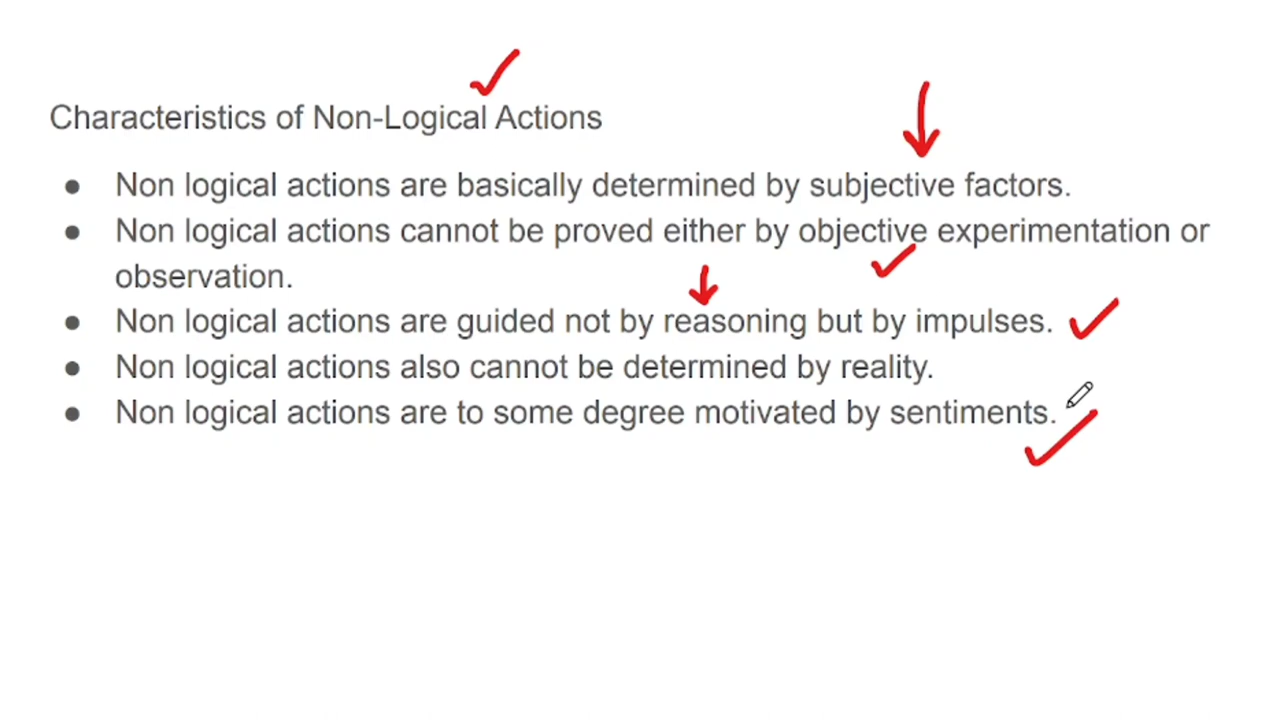 Characteristics of Non-Logical Actions
● Non logical actions are basically determined by subjective factors.
● Non logical actions cannot be proved either by objective experimentation or
observation.
● Non logical actions are guided not by reasoning but by impulses.
● Non logical actions also cannot be determined by reality.
● Non logical actions are to some degree motivated by sentiments.